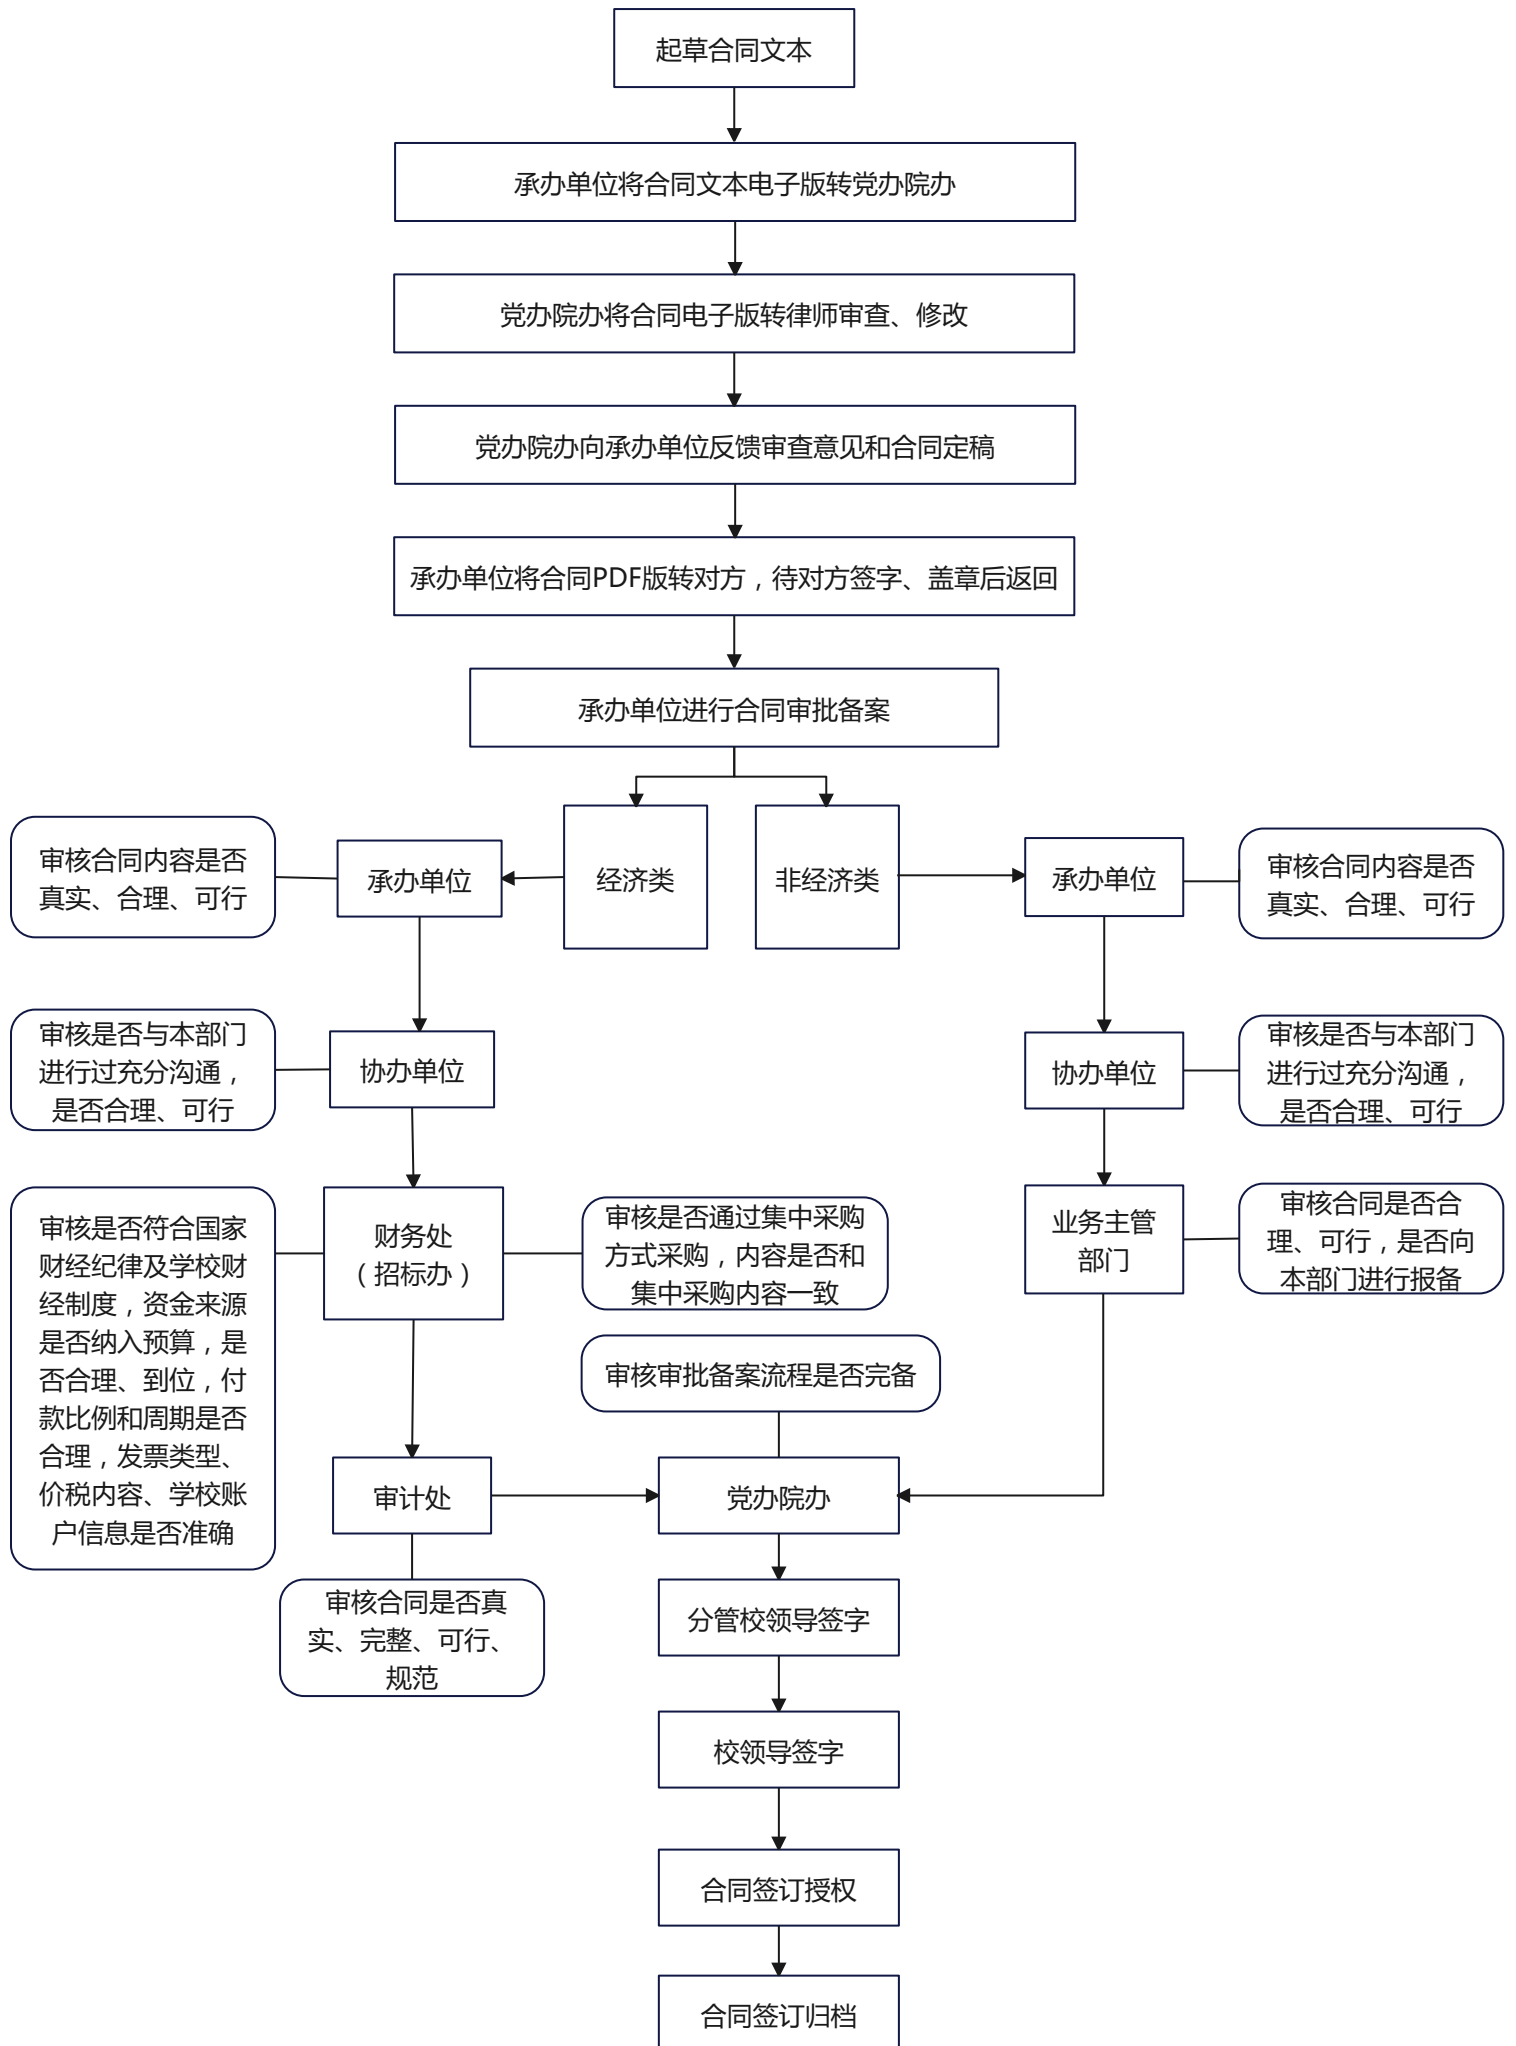 起草合同文本
承办单位将合同文本电子版转党办院办
党办院办将合同电子版转律师审查、修改
党办院办向承办单位反馈审查意见和合同定稿
承办单位将合同PDF版转对方，待对方签字、盖章后返回
承办单位进行合同审批备案
审核合同内容是否
真实、合理、可行
承办单位
经济类
非经济类
承办单位
审核合同内容是否
真实、合理、可行
审核是否与本部门
进行过充分沟通，
是否合理、可行
协办单位
协办单位
审核是否与本部门
进行过充分沟通，
是否合理、可行
审核是否符合国家
财经纪律及学校财
经制度，资金来源
是否纳入预算，是
否合理、到位，付
款比例和周期是否
合理，发票类型、
价税内容、学校账
户信息是否准确
财务处
（招标办）
审核是否通过集中采购
方式采购，内容是否和
集中采购内容一致
业务主管
部门
审核合同是否合
理、可行，是否向
本部门进行报备
审核审批备案流程是否完备
审计处
党办院办
审核合同是否真
实、完整、可行、
规范
分管校领导签字
校领导签字
合同签订授权
合同签订归档